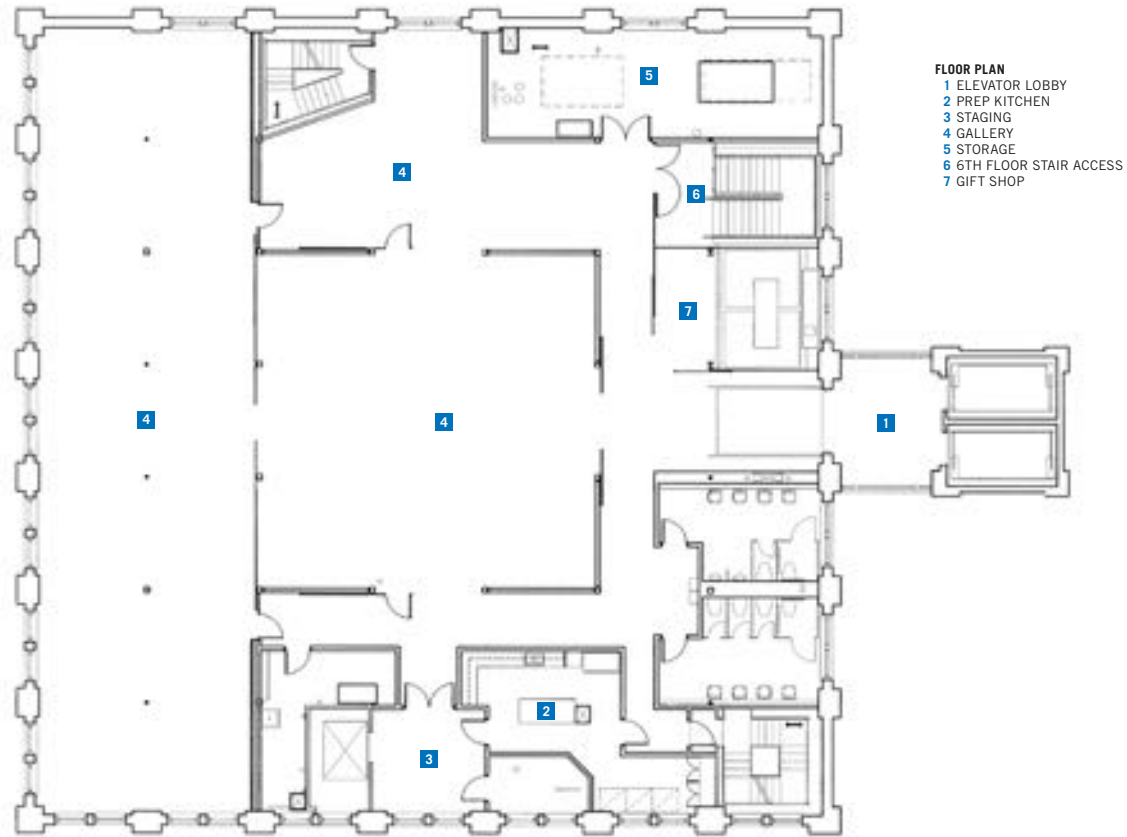 FLOOR PLAN
1 ELEVATOR LOBBY
2 PREP KITCHEN
3 STAGING
4 GALLERY
5 STORAGE
6 6TH FLOOR STAIR ACCESS
7 GIFT SHOP
5
4
6
7
4
4
1
2
3